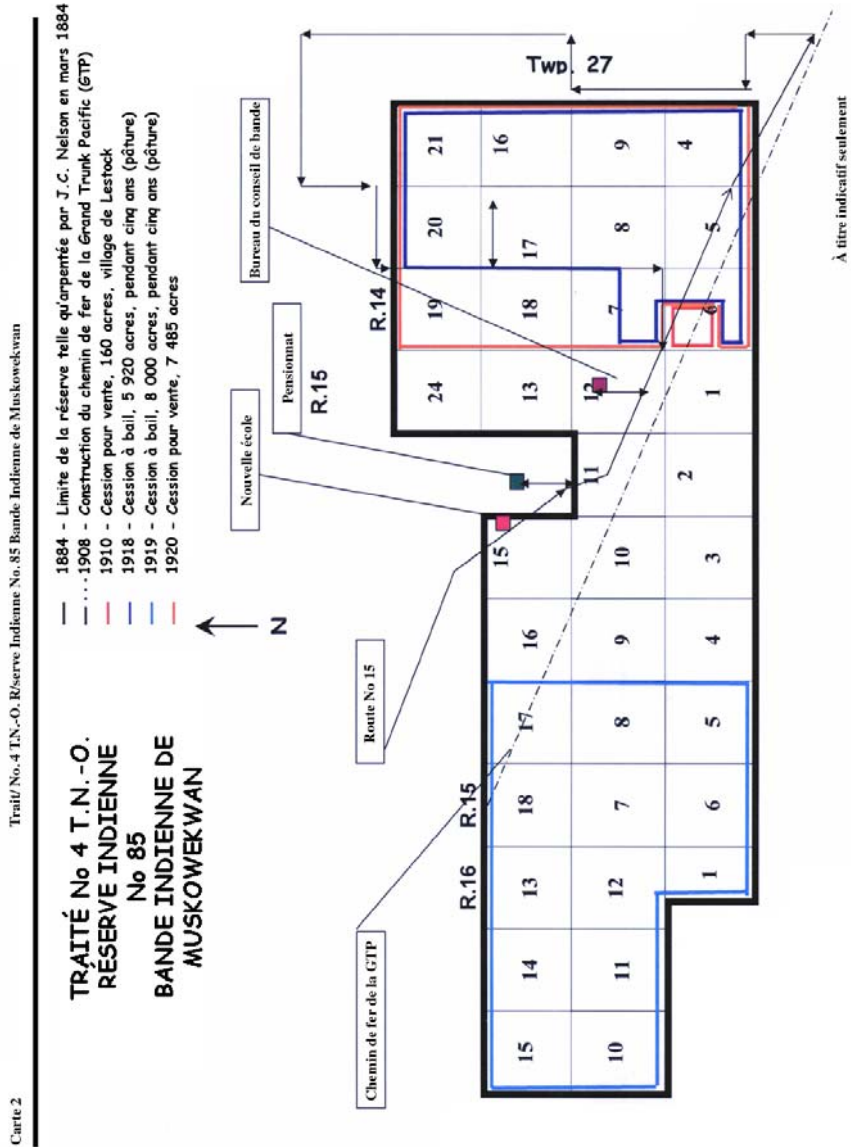 Carte 2
Trait/ No. 4 T.N.-O. R/serve Indienne No. 85 Bande Indienne de Muskowekwan
TRAITÉ No 4 T.N.-O.
RÉSERVE INDIENNE
No 85
BANDE INDIENNE DE
MUSKOWEKWAN
1884 - Limite de la réserve telle qu'arpentée par J.C. Nelson en mars 1884
1908 - Construction du chemin de fer de la Grand Trunk Pacific (GTP)
1910 - Cession pour vente, 160 acres, village de Lestock
1918 - Cession à bail, 5 920 acres, pendant cinq ans (pâture)
1919 - Cession à bail, 8 000 acres, pendant cinq ans (pâture)
1920 - Cession pour vente, 7 485 acres
N
Nouvelle école
Pensionnat
Bureau du conseil de bande
Chemin de fer de la GTP
Route No 15
R.15
R.14
R.16
R.15
Twp. 27
24 19 20 21
15 14 13 18 17 16 15 13 18 17 16
10 11 12 7 8 9 10 11 12 7 8 9
1 6 5 4 3 2 1 6 5 4
À titre indicatif seulement